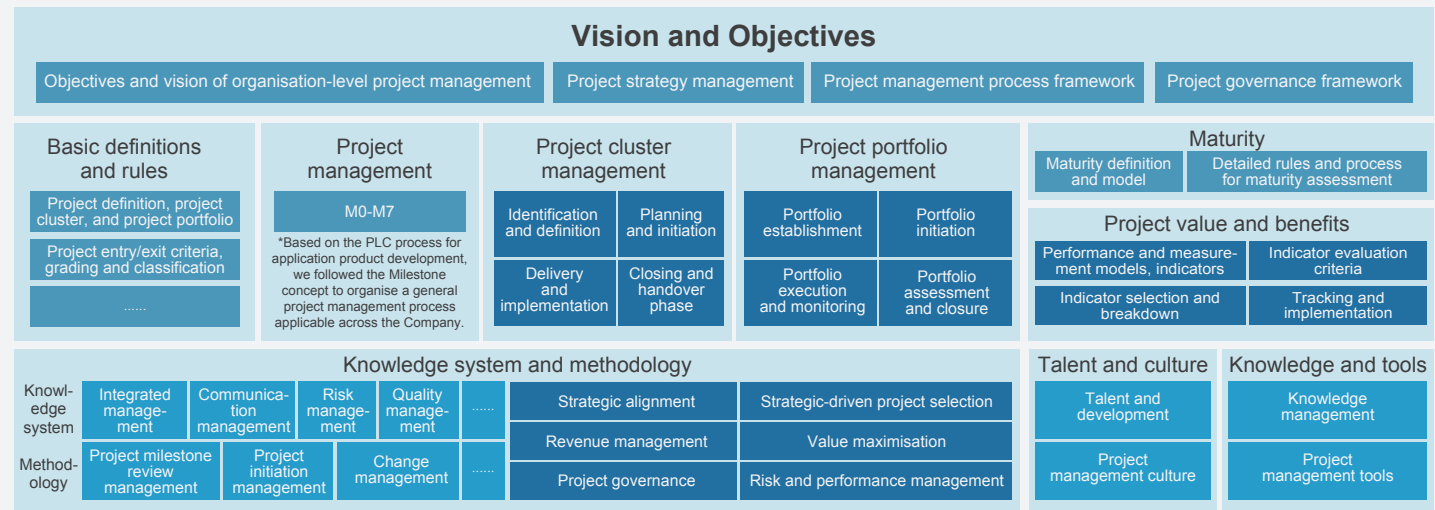 Vision and Objectives
Objectives and vision of organisation-level project management
Project strategy management
Project management process framework
Project governance framework
Basic definitions
and rules
Project definition, project
cluster, and project portfolio
Project entry/exit criteria,
grading and classification
......
Project
management
M0-M7
*Based on the PLC process for
application product development,
we followed the Milestone
concept to organise a general
project management process
applicable across the Company.
Project cluster
management
Identification
and definition
Planning
and initiation
Delivery
and
implementation
Closing and
handover
phase
Project portfolio
management
Portfolio
establishment
Portfolio
initiation
Portfolio
execution
and monitoring
Portfolio
assessment
and closure
Maturity
Maturity definition
and model
Detailed rules and process
for maturity assessment
Project value and benefits
Performance and measure-
ment models, indicators
Indicator evaluation
criteria
Indicator selection and
breakdown
Tracking and
implementation
Knowledge system and methodology
Knowl-
edge
system
Integrated
manage-
ment
Communica-
tion
management
Risk
manage-
ment
Quality
manage-
ment
......
Method-
ology
Project milestone
review
management
Project
initiation
management
Change
management
......
Strategic alignment
Strategic-driven project selection
Revenue management
Value maximisation
Project governance
Risk and performance management
Talent and culture
Talent and
development
Project
management culture
Knowledge and tools
Knowledge
management
Project
management tools